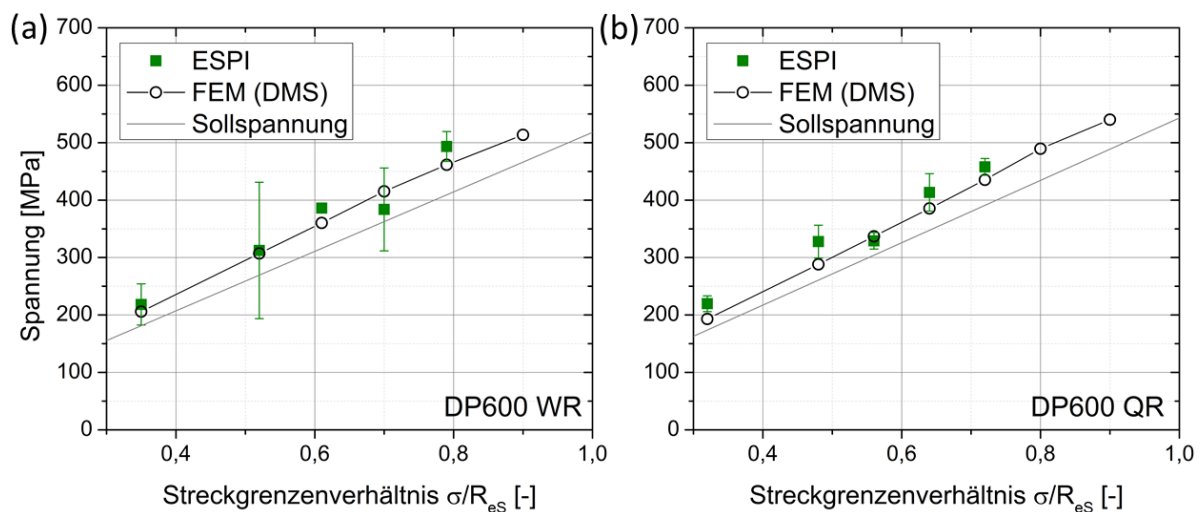 (a)
700
600
500
400
300
200
100
0
Spannung [MPa]
ESPI
FEM (DMS)
Sollspannung
DP600 WR
0,4
0,6
0,8
1,0
Streckgrenzenverhältnis σ/ReS [-]
(b)
700
600
500
400
300
200
100
0
ESPI
FEM (DMS)
Sollspannung
DP600 QR
0,4
0,6
0,8
1,0
Streckgrenzenverhältnis σ/ReS [-]